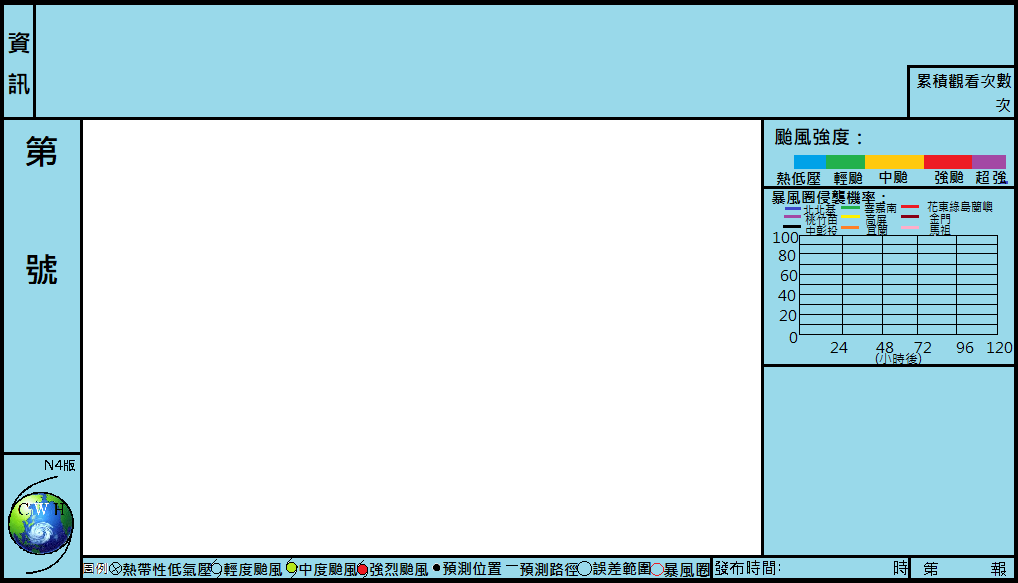 資
訊
累積觀看次數
次
第
號
颱風強度：
熱低壓 輕颱 中颱 強颱 超強
暴風圈侵襲機率：
北北基 雲嘉南 花東綠島蘭嶼
桃竹苗 高屏 金門
中彰投 宜蘭 馬祖
100
80
60
40
20
0
24 48 72 96 120
(小時後)
N4版
CWH
圖例 熱帶性低氣壓 輕度颱風 中度颱風 強烈颱風 預測位置 預測路徑 誤差範圍 暴風圈
發布時間: 時 第 報